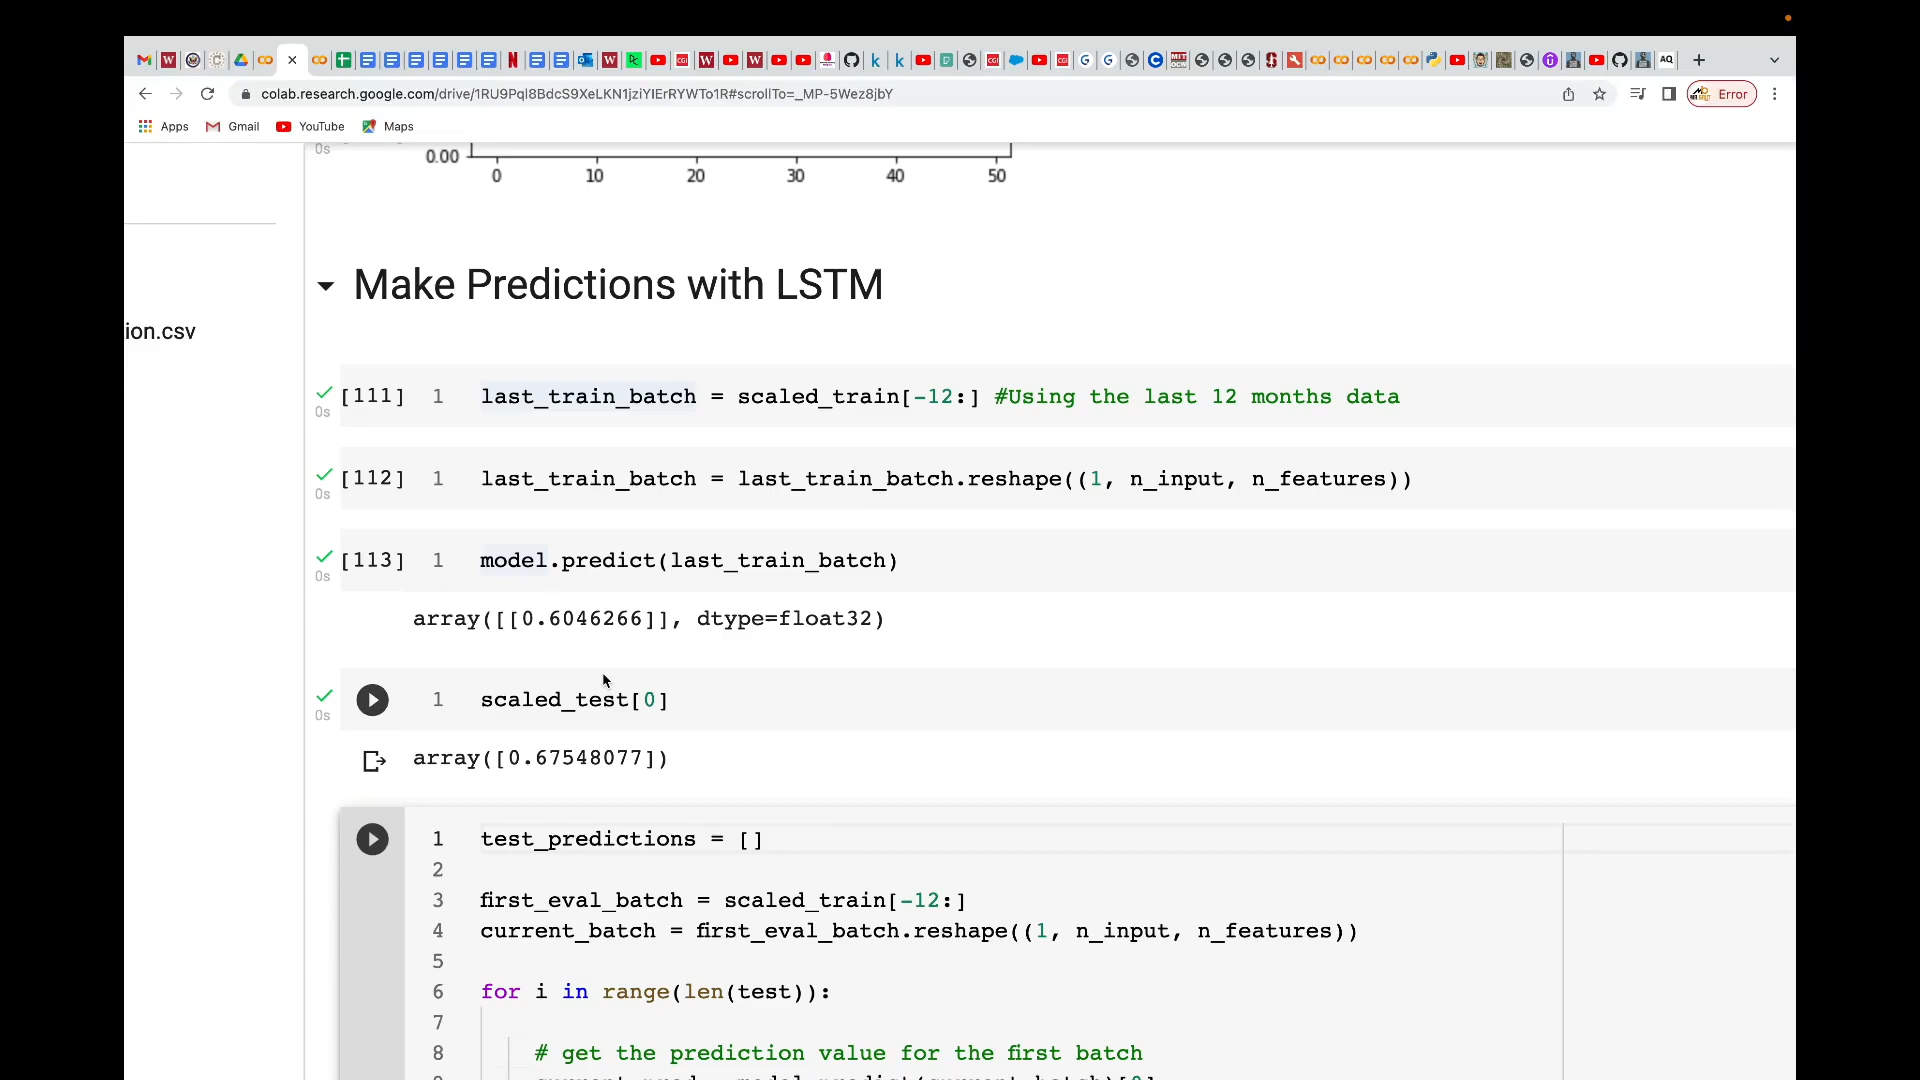 colab.research.google.com/drive/1RU9Pql8BdcS9XeLKN1jziYIErRYWTo1R#scrollTo=_MP-5Wez8jbY
Error
Apps
Gmail
YouTube
Maps
0s
0.00
0 10 20 30 40 50
Make Predictions with LSTM
ion.csv
[111] 1 last_train_batch = scaled_train[-12:] #Using the last 12 months data
0s
[112] 1 last_train_batch = last_train_batch.reshape((1, n_input, n_features))
0s
[113] 1 model.predict(last_train_batch)
0s
array([[0.6046266]], dtype=float32)
1 scaled_test[0]
0s
array([0.67548077])
1 test_predictions = []
2
3 first_eval_batch = scaled_train[-12:]
4 current_batch = first_eval_batch.reshape((1, n_input, n_features))
5
6 for i in range(len(test)):
7
8 # get the prediction value for the first batch